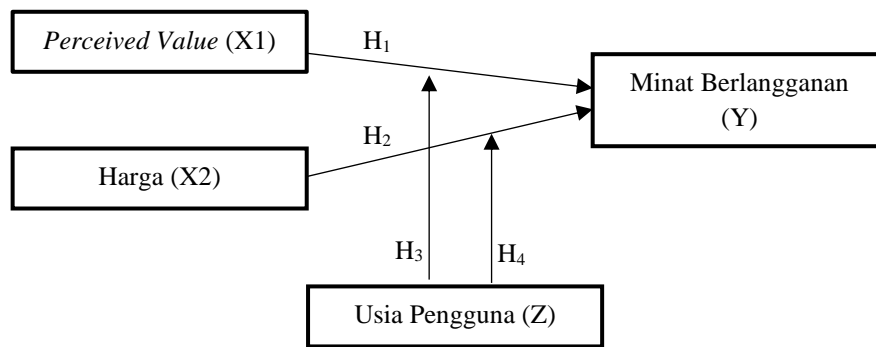 Perceived Value (X1)
H₁
Minat Berlangganan
(Y)
H₂
Harga (X2)
H₃
H₄
Usia Pengguna (Z)